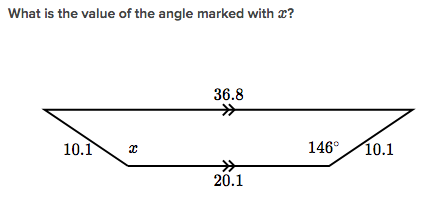 What is the value of the angle marked with x?
36.8
10.1 x 146° 10.1
20.1